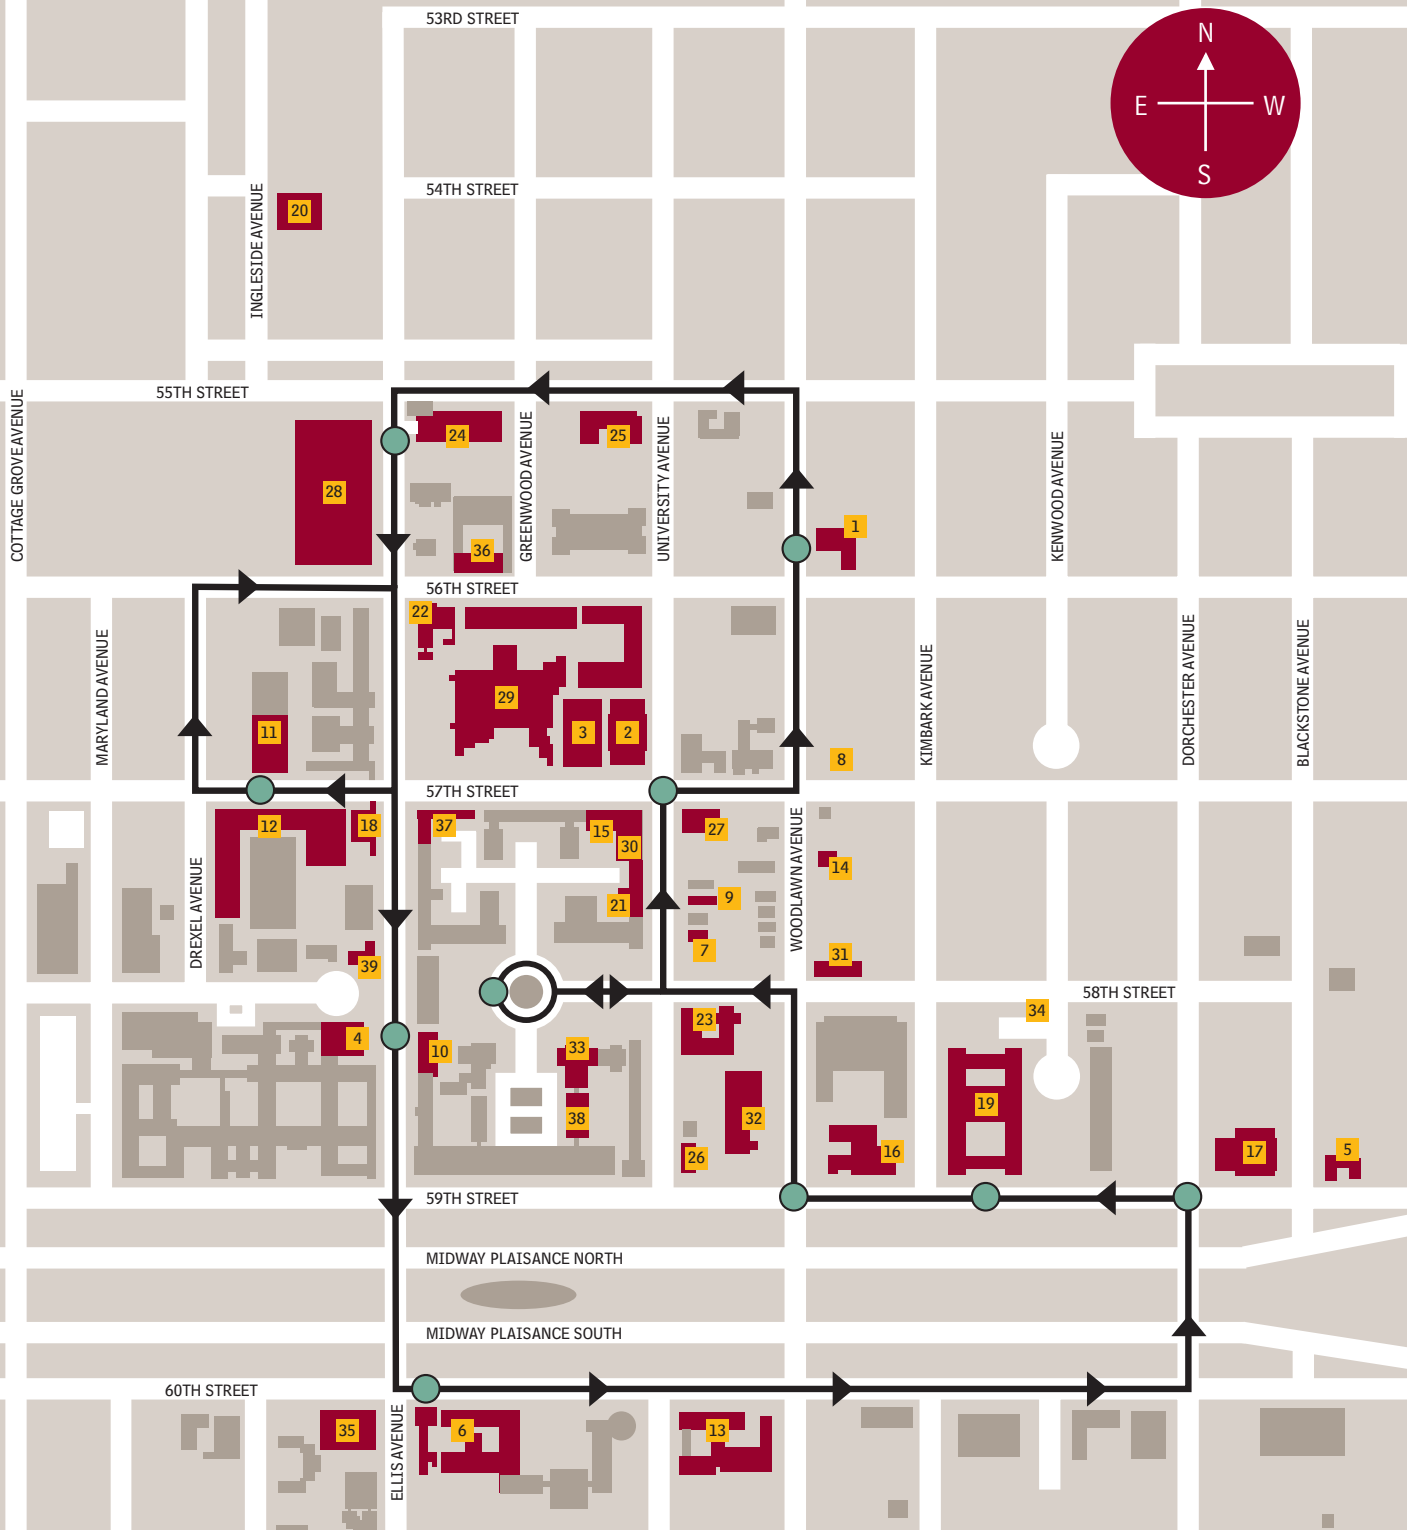 53RD STREET
N
E
W
S
54TH STREET
INGLESIDE AVENUE
20
55TH STREET
COTTAGE GROVE AVENUE
24
GREENWOOD AVENUE
25
UNIVERSITY AVENUE
KENWOOD AVENUE
28
1
36
56TH STREET
22
MARYLAND AVENUE
KIMBARK AVENUE
DORCHESTER AVENUE
BLACKSTONE AVENUE
29
11
3
2
8
57TH STREET
12
18
37
15
30
27
WOODLAWN AVENUE
14
DREXEL AVENUE
21
9
7
31
39
58TH STREET
34
23
4
10
33
19
38
32
26
16
17
5
59TH STREET
MIDWAY PLAISANCE NORTH
MIDWAY PLAISANCE SOUTH
60TH STREET
ELLIS AVENUE
35
6
13